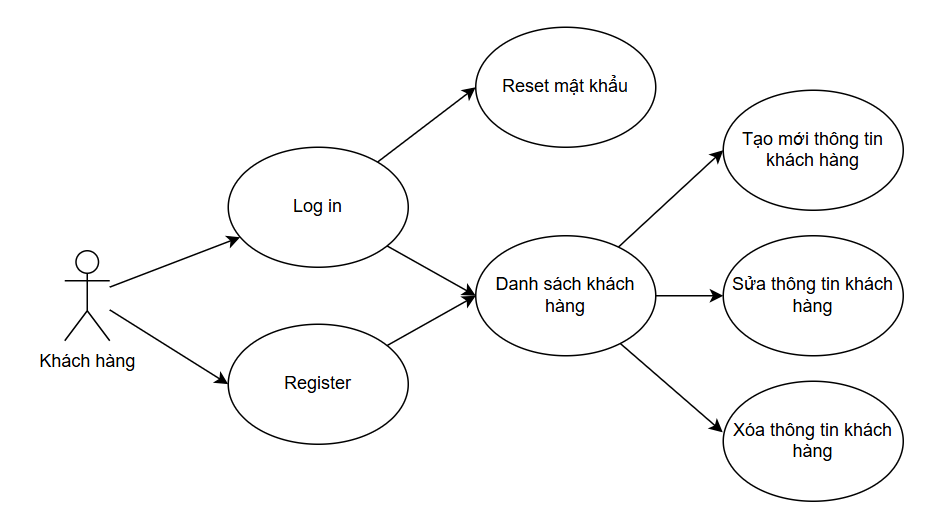 Reset mật khẩu
Tạo mới thông tin
khách hàng
Log in
Danh sách khách
hàng
Sửa thông tin khách
hàng
Khách hàng
Register
Xóa thông tin khách
hàng